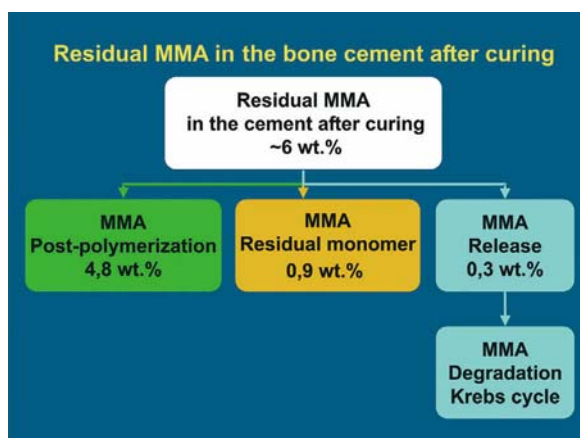 Residual MMA in the bone cement after curing
Residual MMA
in the cement after curing
~6 wt.%
MMA
Post-polymerization
4,8 wt.%
MMA
Residual monomer
0,9 wt.%
MMA
Release
0,3 wt.%
MMA
Degradation
Krebs cycle